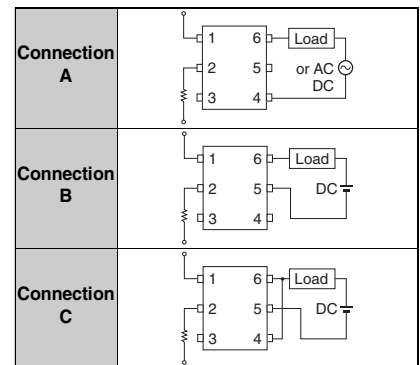 Connection
A
1 6 Load
2 5 or AC
DC
3 4
Connection
B
1 6 Load
2 5 DC
3 4
Connection
C
1 6 Load
2 5 DC
3 4